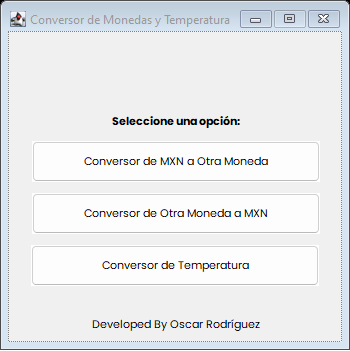 Conversor de Monedas y Temperatura
Seleccione una opción:
Conversor de MXN a Otra Moneda
Conversor de Otra Moneda a MXN
Conversor de Temperatura
Developed By Oscar Rodríguez